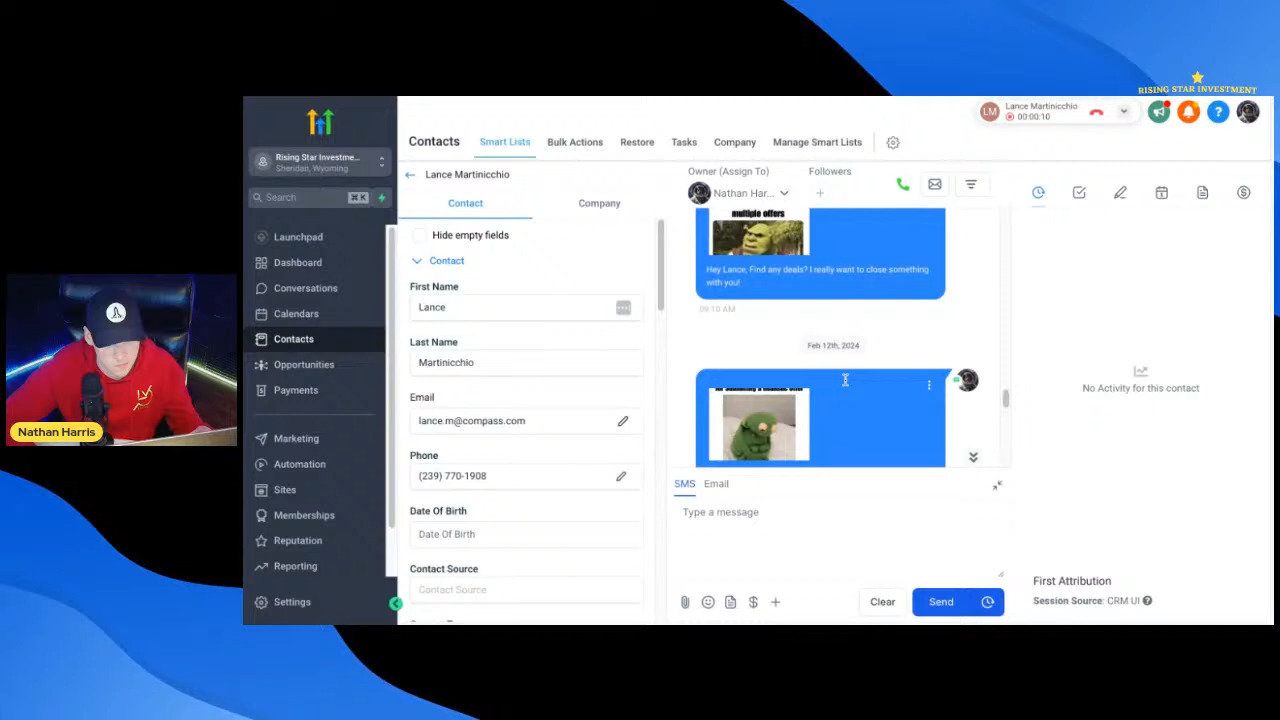 RISING STAR INVESTMENT
Lance Martinicchio
LM
00:00:10
Contacts
Smart Lists
Bulk Actions
Restore
Tasks
Company
Manage Smart Lists
Rising Star Investme...
Sheridan, Wyoming
Search
⌘ K
Launchpad
Dashboard
Conversations
Calendars
Contacts
Opportunities
Payments
Marketing
Automation
Sites
Memberships
Reputation
Reporting
Settings
Lance Martinicchio
Contact
Company
Hide empty fields
Contact
First Name
Lance
Last Name
Martinicchio
Email
lance.m@compass.com
Phone
(239) 770-1908
Date Of Birth
Date Of Birth
Contact Source
Contact Source
Owner (Assign To)
Followers
Nathan Har...
multiple offers
Hey Lance, Find any deals? I really want to close something
with you!
09:10 AM
Feb 12th, 2024
SMS
Email
Type a message
Clear
Send
No Activity for this contact
First Attribution
Session Source: CRM UI
Nathan Harris